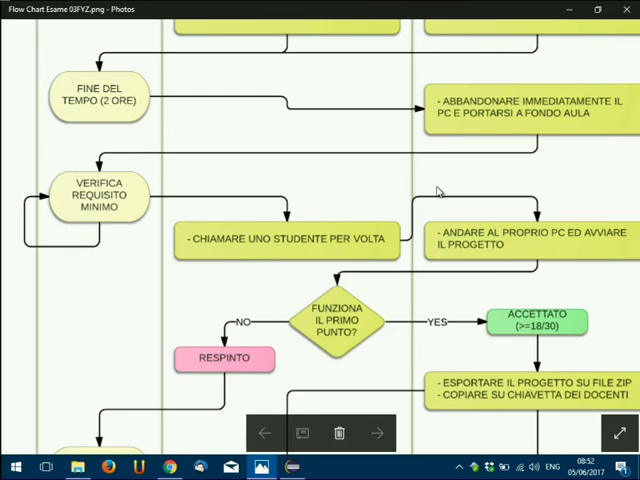 Flow Chart Esame 03FYZ.png - Photos
FINE DEL
TEMPO (2 ORE)
- ABBANDONARE IMMEDIATAMENTE IL
PC E PORTARSI A FONDO AULA
VERIFICA
REQUISITO
MINIMO
- CHIAMARE UNO STUDENTE PER VOLTA
- ANDARE AL PROPRIO PC ED AVVIARE
IL PROGETTO
FUNZIONA
IL PRIMO
PUNTO?
NO
YES
ACCETTATO
(>=18/30)
RESPINTO
- ESPORTARE IL PROGETTO SU FILE ZIP
- COPIARE SU CHIAVETTA DEI DOCENTI
ENG
08:52
05/06/2017